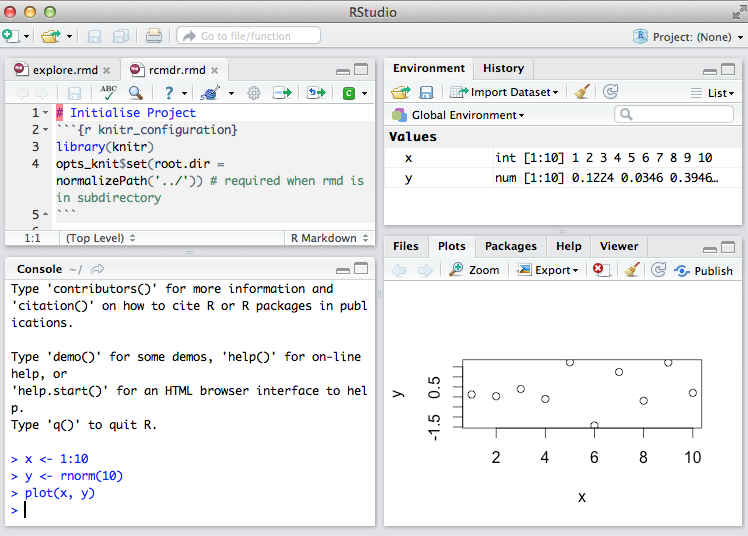 RStudio
Go to file/function
Project: (None)
explore.rmd
rcmdr.rmd
ABC
?
C
1 # Initialise Project
2 ```{r knitr_configuration}
3 library(knitr)
4 opts_knit$set(root.dir =
normalizePath('../')) # required when rmd is
in subdirectory
5 ```
1:1 (Top Level) R Markdown
Console ~/
Type 'contributors()' for more information and
'citation()' on how to cite R or R packages in publ
ications.
Type 'demo()' for some demos, 'help()' for on-line
help, or
'help.start()' for an HTML browser interface to hel
p.
Type 'q()' to quit R.
> x <- 1:10
> y <- rnorm(10)
> plot(x, y)
>
Environment History
Import Dataset List
Global Environment
Values
x int [1:10] 1 2 3 4 5 6 7 8 9 10
y num [1:10] 0.1224 0.0346 0.3946…
Files Plots Packages Help Viewer
Zoom Export Publish
y
0.5
-1.5
2 4 6 8 10
x